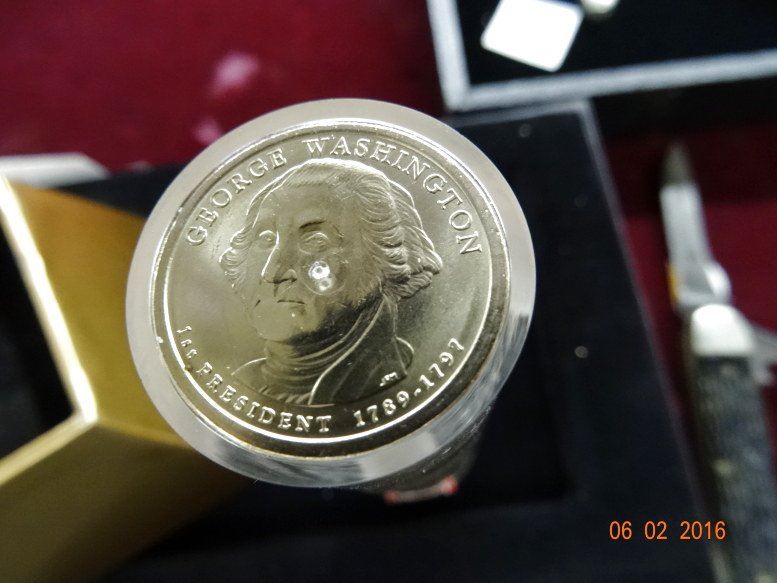 GEORGE WASHINGTON
1st PRESIDENT 1789-1797
06 02 2016